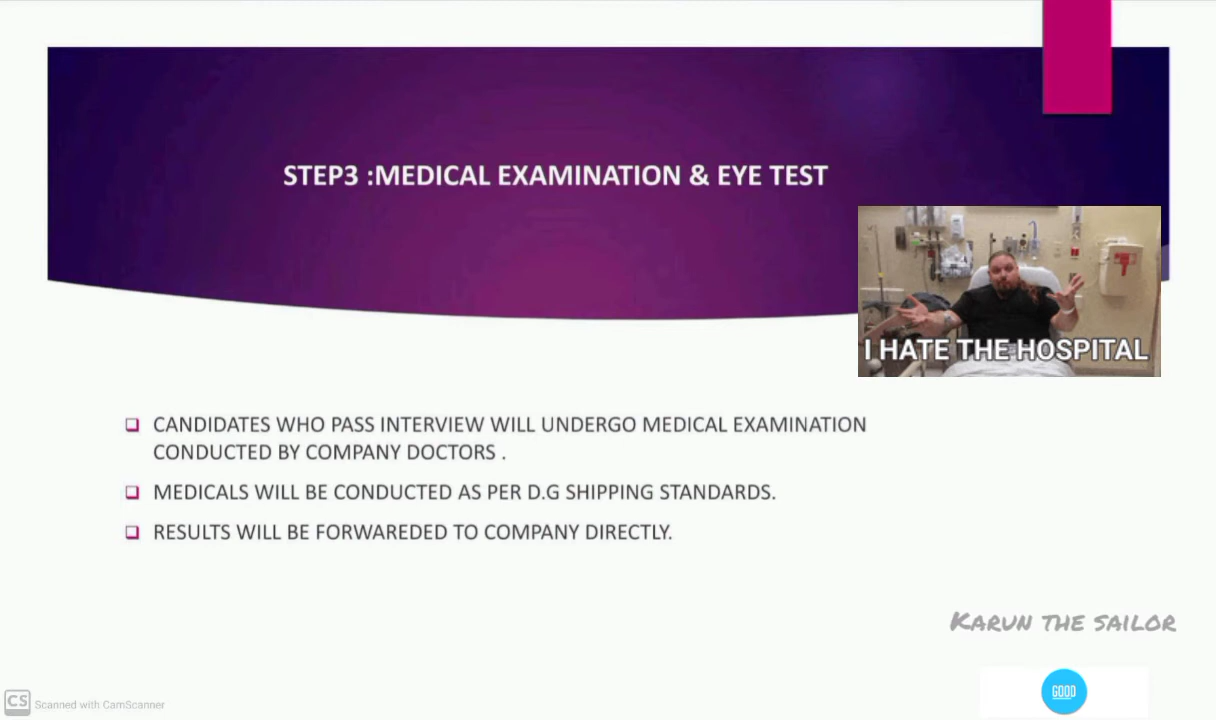 STEP3 :MEDICAL EXAMINATION & EYE TEST
I HATE THE HOSPITAL
❑ CANDIDATES WHO PASS INTERVIEW WILL UNDERGO MEDICAL EXAMINATION
CONDUCTED BY COMPANY DOCTORS .
❑ MEDICALS WILL BE CONDUCTED AS PER D.G SHIPPING STANDARDS.
❑ RESULTS WILL BE FORWAREDED TO COMPANY DIRECTLY.
KARUN THE SAILOR
GOOD
CS Scanned with CamScanner